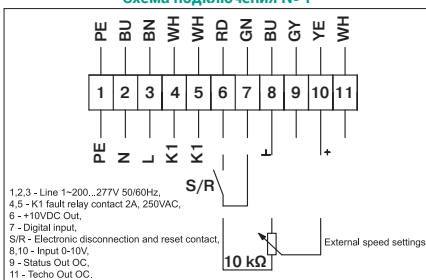 Схема подключения № 1
PE BU BN WH WH RD GN BU GY YE WH
1 2 3 4 5 6 7 8 9 10 11
PE N L K1 K1 - +
S/R
1,2,3 - Line 1~200...277V 50/60Hz,
4,5 - K1 fault relay contact 2A, 250VAC,
6 - +10VDC Out,
7 - Digital input,
S/R - Electronic disconnection and reset contact,
8,10 - Input 0-10V,
9 - Status Out OC,
11 - Techo Out OC,
External speed settings
10 kΩ